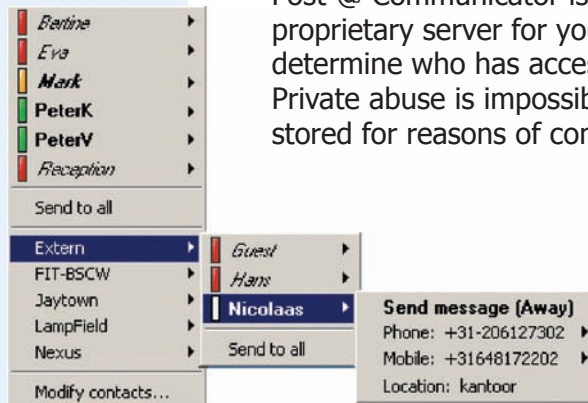 Post @ Communicator is
proprietary server for you
determine who has acces
Private abuse is impossib
stored for reasons of con
Bertine
Eva
Mark
PeterK
PeterV
Reception
Send to all
Extern
FIT-BSCW
Jaytown
LampField
Nexus
Modify contacts...
Guest
Hans
Nicolaas
Send to all
Send message (Away)
Phone: +31-206127302
Mobile: +31648172202
Location: kantoor